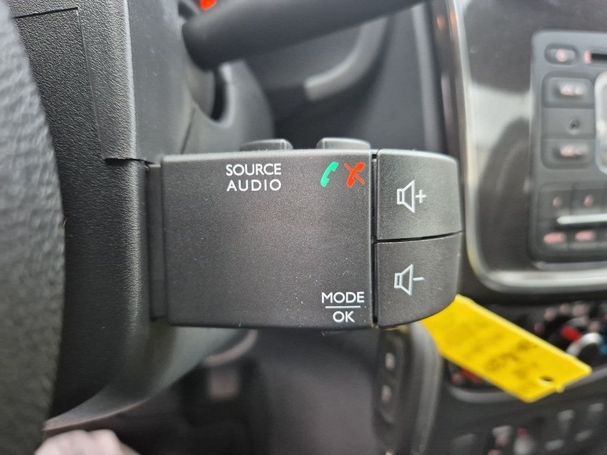 SOURCE
AUDIO
+
-
MODE
OK